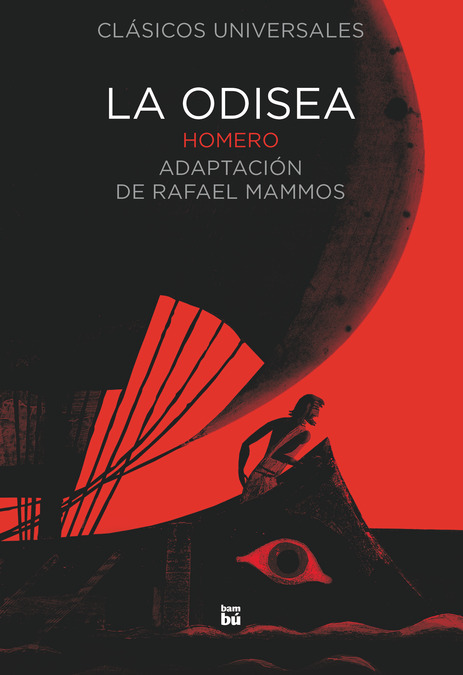 CLÁSICOS UNIVERSALES
LA ODISEA
HOMERO
ADAPTACIÓN
DE RAFAEL MAMMOS
bam
bú